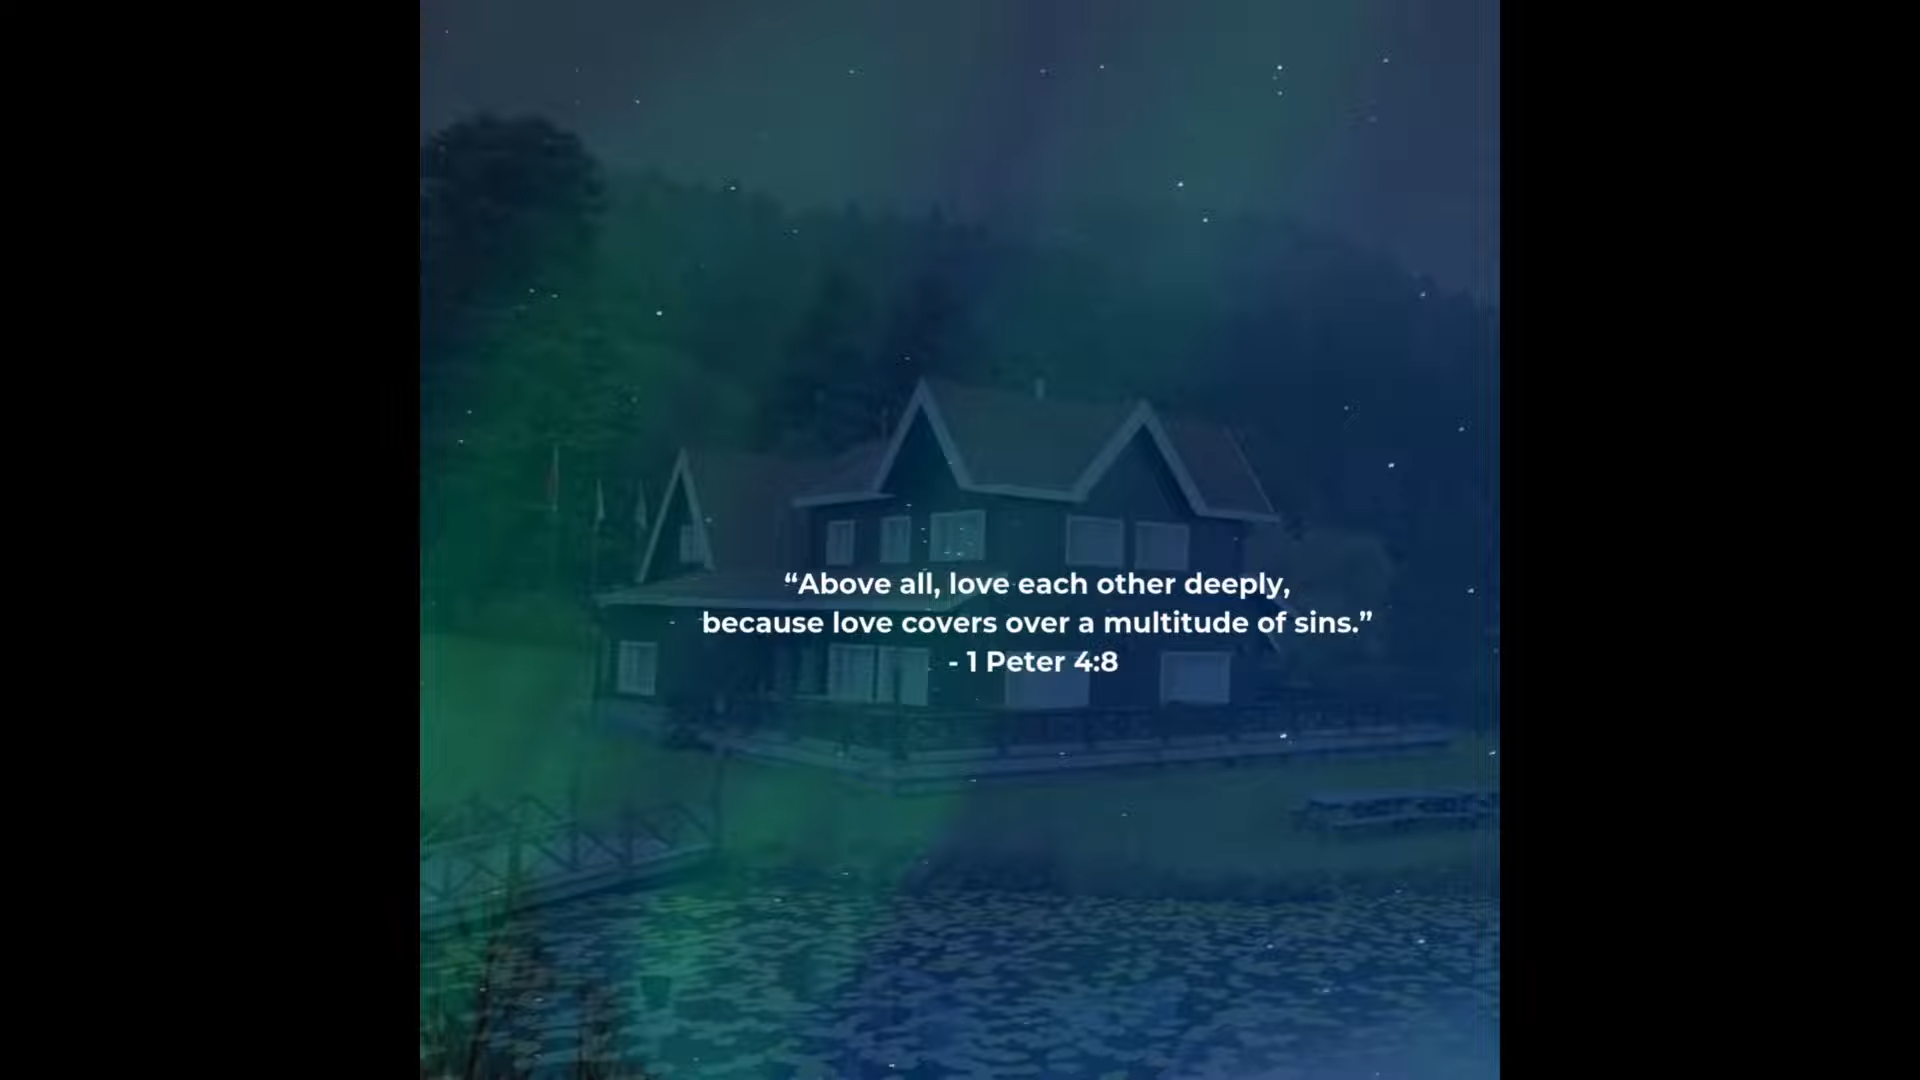 “Above all, love each other deeply,
because love covers over a multitude of sins.”
- 1 Peter 4:8